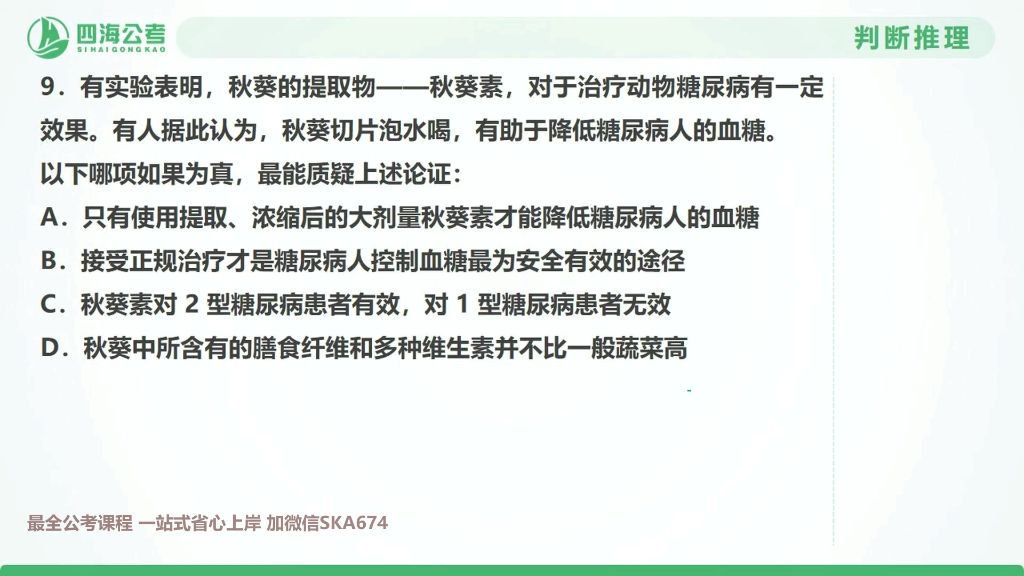 四海公考
SIHAIGONGKAO
判断推理
9．有实验表明，秋葵的提取物——秋葵素，对于治疗动物糖尿病有一定
效果。有人据此认为，秋葵切片泡水喝，有助于降低糖尿病人的血糖。
以下哪项如果为真，最能质疑上述论证：
A．只有使用提取、浓缩后的大剂量秋葵素才能降低糖尿病人的血糖
B．接受正规治疗才是糖尿病人控制血糖最为安全有效的途径
C．秋葵素对 2 型糖尿病患者有效，对 1 型糖尿病患者无效
D．秋葵中所含有的膳食纤维和多种维生素并不比一般蔬菜高
最全公考课程 一站式省心上岸 加微信SKA674